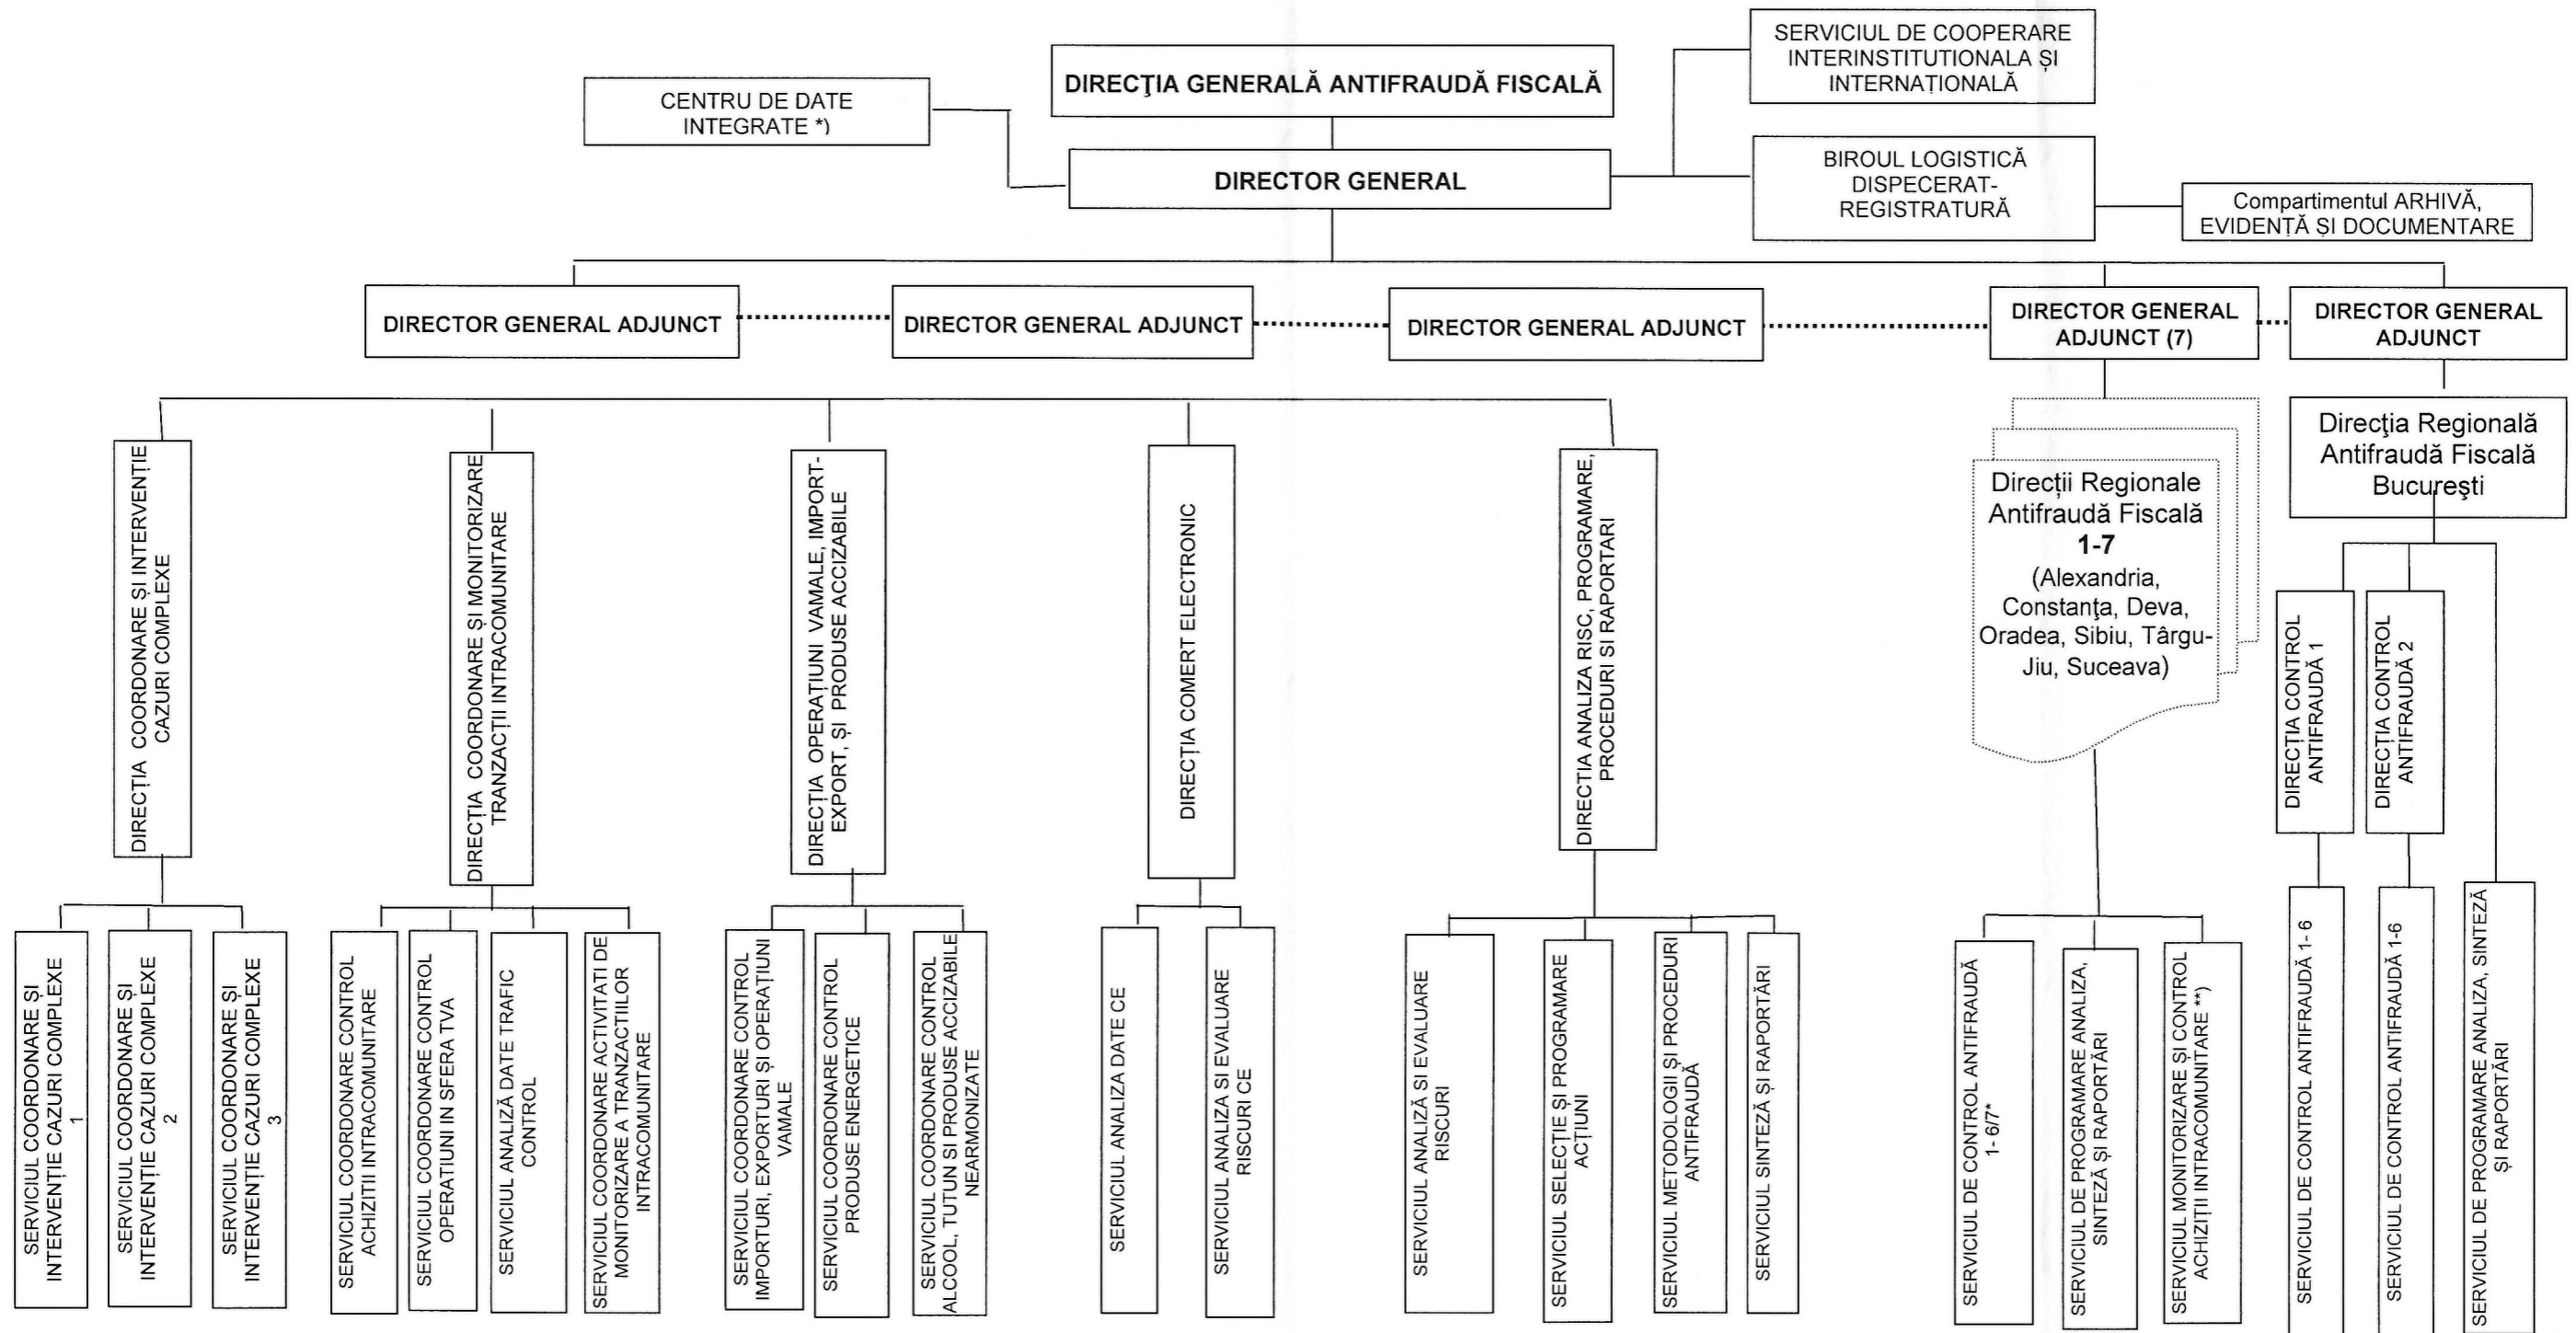 SERVICIUL DE COOPERARE
INTERINSTITUTIONALA ȘI
INTERNAȚIONALĂ
DIRECŢIA GENERALĂ ANTIFRAUDĂ FISCALĂ
CENTRU DE DATE
INTEGRATE *)
DIRECTOR GENERAL
BIROUL LOGISTICĂ
DISPECERAT-
REGISTRATURĂ
Compartimentul ARHIVĂ,
EVIDENȚĂ ȘI DOCUMENTARE
DIRECTOR GENERAL ADJUNCT
DIRECTOR GENERAL ADJUNCT
DIRECTOR GENERAL ADJUNCT
DIRECTOR GENERAL
ADJUNCT (7)
DIRECTOR GENERAL
ADJUNCT
DIRECȚIA COORDONARE ȘI INTERVENȚIE
CAZURI COMPLEXE
DIRECȚIA COORDONARE ȘI MONITORIZARE
TRANZACȚII INTRACOMUNITARE
DIRECȚIA OPERAȚIUNI VAMALE, IMPORT-
EXPORT, ȘI PRODUSE ACCIZABILE
DIRECȚIA COMERT ELECTRONIC
DIRECTIA ANALIZA RISC, PROGRAMARE,
PROCEDURI SI RAPORTARI
Direcții Regionale
Antifraudă Fiscală
1-7
(Alexandria,
Constanţa, Deva,
Oradea, Sibiu, Târgu-
Jiu, Suceava)
Direcţia Regională
Antifraudă Fiscală
Bucureşti
DIRECȚIA CONTROL
ANTIFRAUDĂ 1
DIRECȚIA CONTROL
ANTIFRAUDĂ 2
SERVICIUL COORDONARE ȘI
INTERVENȚIE CAZURI COMPLEXE
1
SERVICIUL COORDONARE ȘI
INTERVENȚIE CAZURI COMPLEXE
2
SERVICIUL COORDONARE ȘI
INTERVENȚIE CAZURI COMPLEXE
3
SERVICIUL COORDONARE CONTROL
ACHIZITII INTRACOMUNITARE
SERVICIUL COORDONARE CONTROL
OPERATIUNI IN SFERA TVA
SERVICIUL ANALIZĂ DATE TRAFIC
CONTROL
SERVICIUL COORDONARE ACTIVITATI DE
MONITORIZARE A TRANZACTIILOR
INTRACOMUNITARE
SERVICIUL COORDONARE CONTROL
IMPORTURI, EXPORTURI ȘI OPERAȚIUNI
VAMALE
SERVICIUL COORDONARE CONTROL
PRODUSE ENERGETICE
SERVICIUL COORDONARE CONTROL
ALCOOL, TUTUN SI PRODUSE ACCIZABILE
NEARMONIZATE
SERVICIUL ANALIZA DATE CE
SERVICIUL ANALIZA SI EVALUARE
RISCURI CE
SERVICIUL ANALIZĂ SI EVALUARE
RISCURI
SERVICIUL SELECȚIE ȘI PROGRAMARE
ACȚIUNI
SERVICIUL METODOLOGII ȘI PROCEDURI
ANTIFRAUDĂ
SERVICIUL SINTEZĂ ȘI RAPORTĂRI
SERVICIUL DE CONTROL ANTIFRAUDĂ
1- 6/7*
SERVICIUL DE PROGRAMARE ANALIZA,
SINTEZĂ ȘI RAPORTĂRI
SERVICIUL MONITORIZARE ȘI CONTROL
ACHIZIȚII INTRACOMUNITARE **)
SERVICIUL DE CONTROL ANTIFRAUDĂ 1- 6
SERVICIUL DE CONTROL ANTIFRAUDĂ 1-6
SERVICIUL DE PROGRAMARE ANALIZA, SINTEZĂ
ȘI RAPORTĂRI